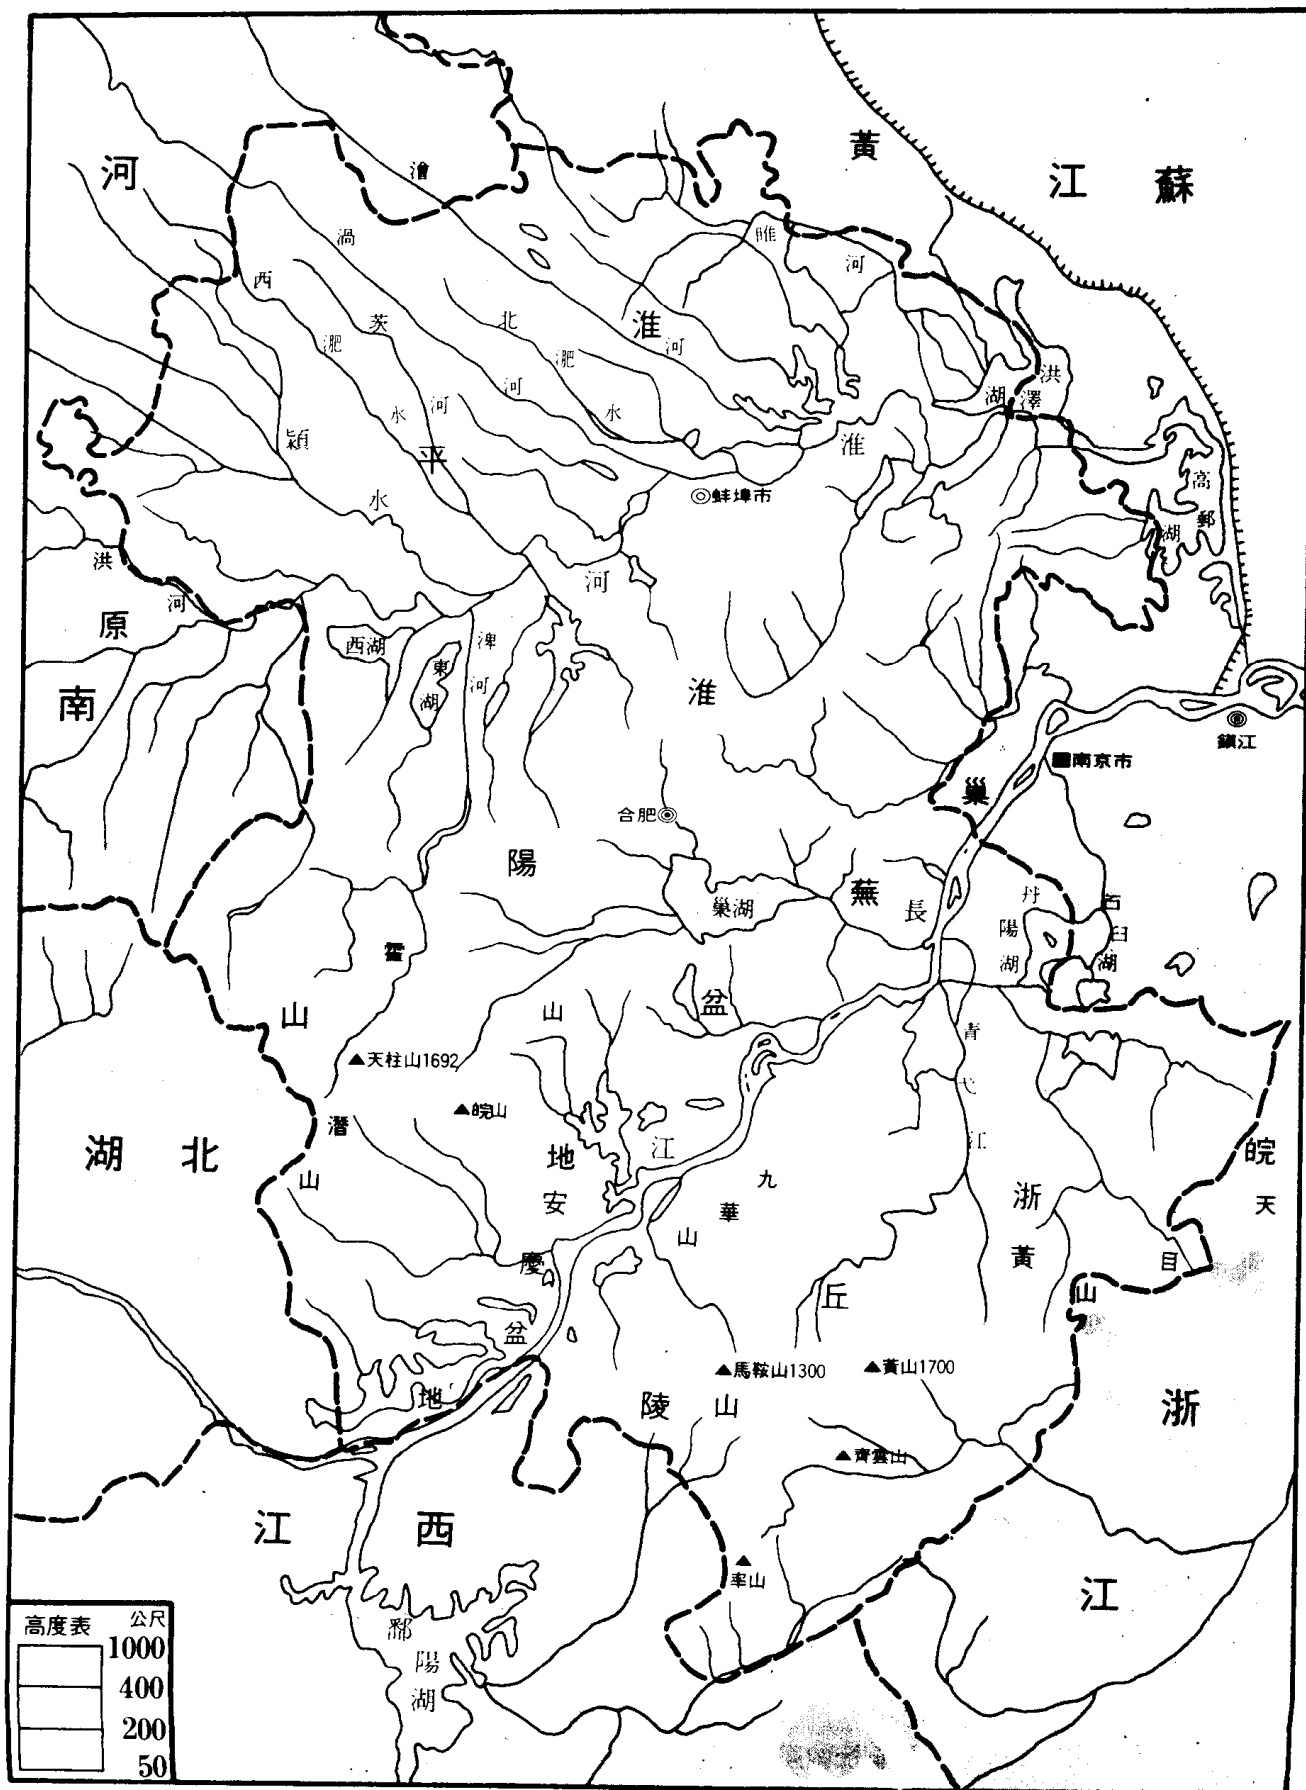 黃
江蘇
河
澮
渦
睢
河
西
淮
茨
北
淝
河
淝
河
洪
澤
湖
水
河
水
潁
平
淮
高
郵
湖
水
蚌埠市
洪
河
河
原
西湖
東
湖
淠
河
南
淮
鎮江
南京市
巢
合肥
陽
巢湖
蕪
長
丹
陽
湖
石
臼
湖
霍
山
山
盆
青
弋
江
天柱山1692
皖山
潛
山
湖北
地
江
安
九
華
山
浙
皖
天
目
山
慶
黃
盆
丘
地
馬鞍山1300
黃山1700
陵山
浙
齊雲山
江西
率山
江
鄱
陽
湖
高度表 公尺
1000
400
200
50